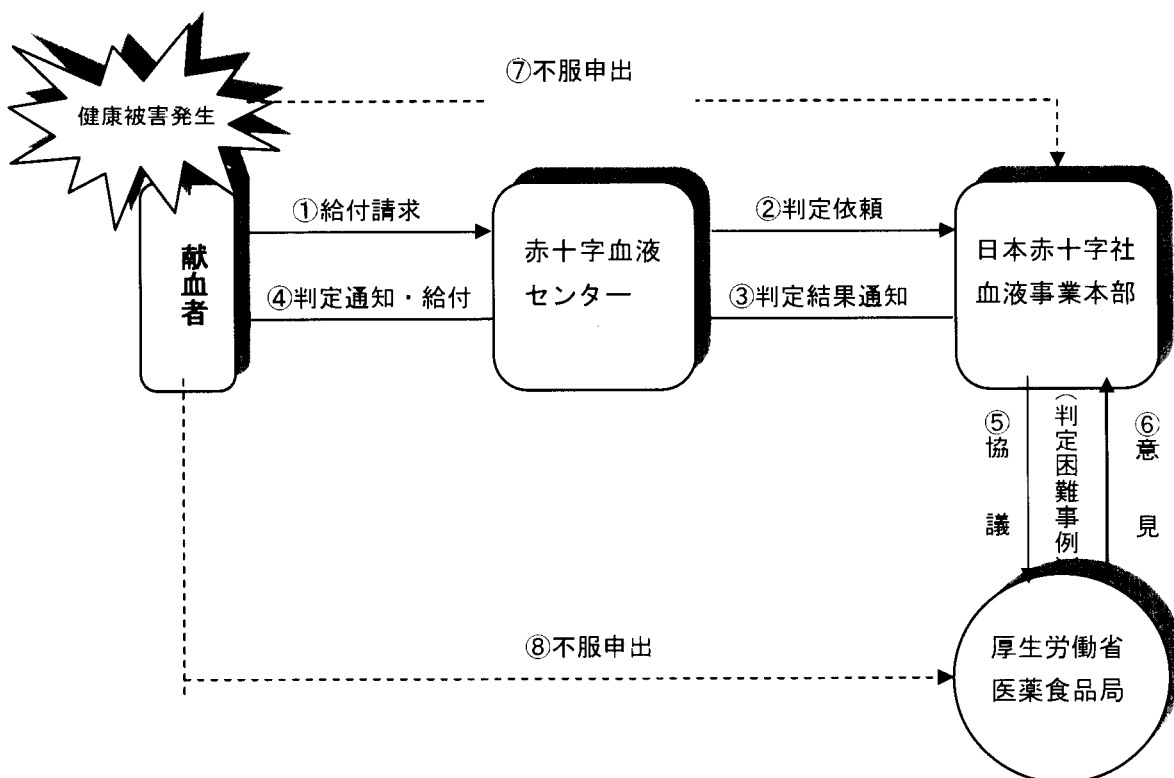 ⑦不服申出
健康被害発生
①給付請求
②判定依頼
献血者
赤十字血液
センター
日本赤十字社
血液事業本部
④判定通知・給付
③判定結果通知
⑤協議
(判定困難事例)
⑥意見
⑧不服申出
厚生労働省
医薬食品局